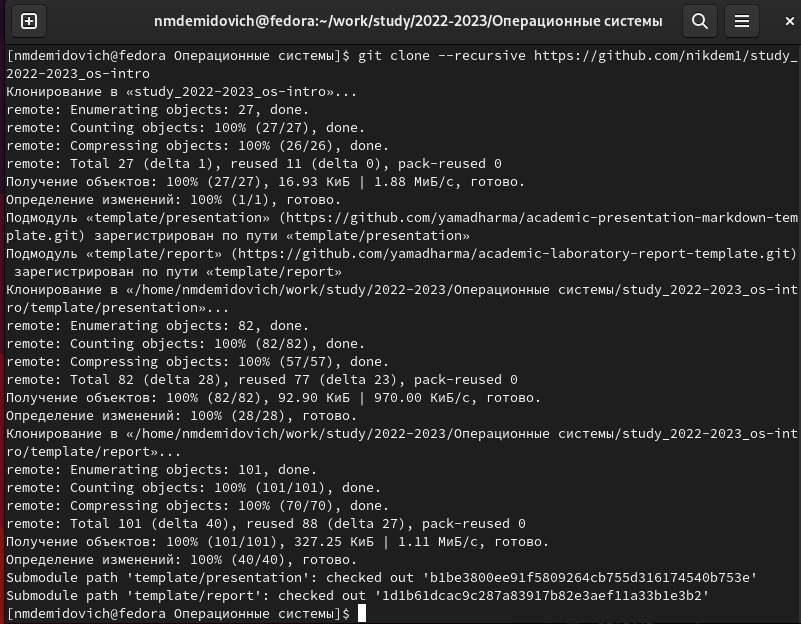 nmdemidovich@fedora:~/work/study/2022-2023/Операционные системы
[nmdemidovich@fedora Операционные системы]$ git clone --recursive https://github.com/nikdem1/study_
2022-2023_os-intro
Клонирование в «study_2022-2023_os-intro»...
remote: Enumerating objects: 27, done.
remote: Counting objects: 100% (27/27), done.
remote: Compressing objects: 100% (26/26), done.
remote: Total 27 (delta 1), reused 11 (delta 0), pack-reused 0
Получение объектов: 100% (27/27), 16.93 КиБ | 1.88 МиБ/с, готово.
Определение изменений: 100% (1/1), готово.
Подмодуль «template/presentation» (https://github.com/yamadharma/academic-presentation-markdown-tem
plate.git) зарегистрирован по пути «template/presentation»
Подмодуль «template/report» (https://github.com/yamadharma/academic-laboratory-report-template.git)
 зарегистрирован по пути «template/report»
Клонирование в «/home/nmdemidovich/work/study/2022-2023/Операционные системы/study_2022-2023_os-int
ro/template/presentation»...
remote: Enumerating objects: 82, done.
remote: Counting objects: 100% (82/82), done.
remote: Compressing objects: 100% (57/57), done.
remote: Total 82 (delta 28), reused 77 (delta 23), pack-reused 0
Получение объектов: 100% (82/82), 92.90 КиБ | 970.00 КиБ/с, готово.
Определение изменений: 100% (28/28), готово.
Клонирование в «/home/nmdemidovich/work/study/2022-2023/Операционные системы/study_2022-2023_os-int
ro/template/report»...
remote: Enumerating objects: 101, done.
remote: Counting objects: 100% (101/101), done.
remote: Compressing objects: 100% (70/70), done.
remote: Total 101 (delta 40), reused 88 (delta 27), pack-reused 0
Получение объектов: 100% (101/101), 327.25 КиБ | 1.11 МиБ/с, готово.
Определение изменений: 100% (40/40), готово.
Submodule path 'template/presentation': checked out 'b1be3800ee91f5809264cb755d316174540b753e'
Submodule path 'template/report': checked out '1d1b61dcac9c287a83917b82e3aef11a33b1e3b2'
[nmdemidovich@fedora Операционные системы]$